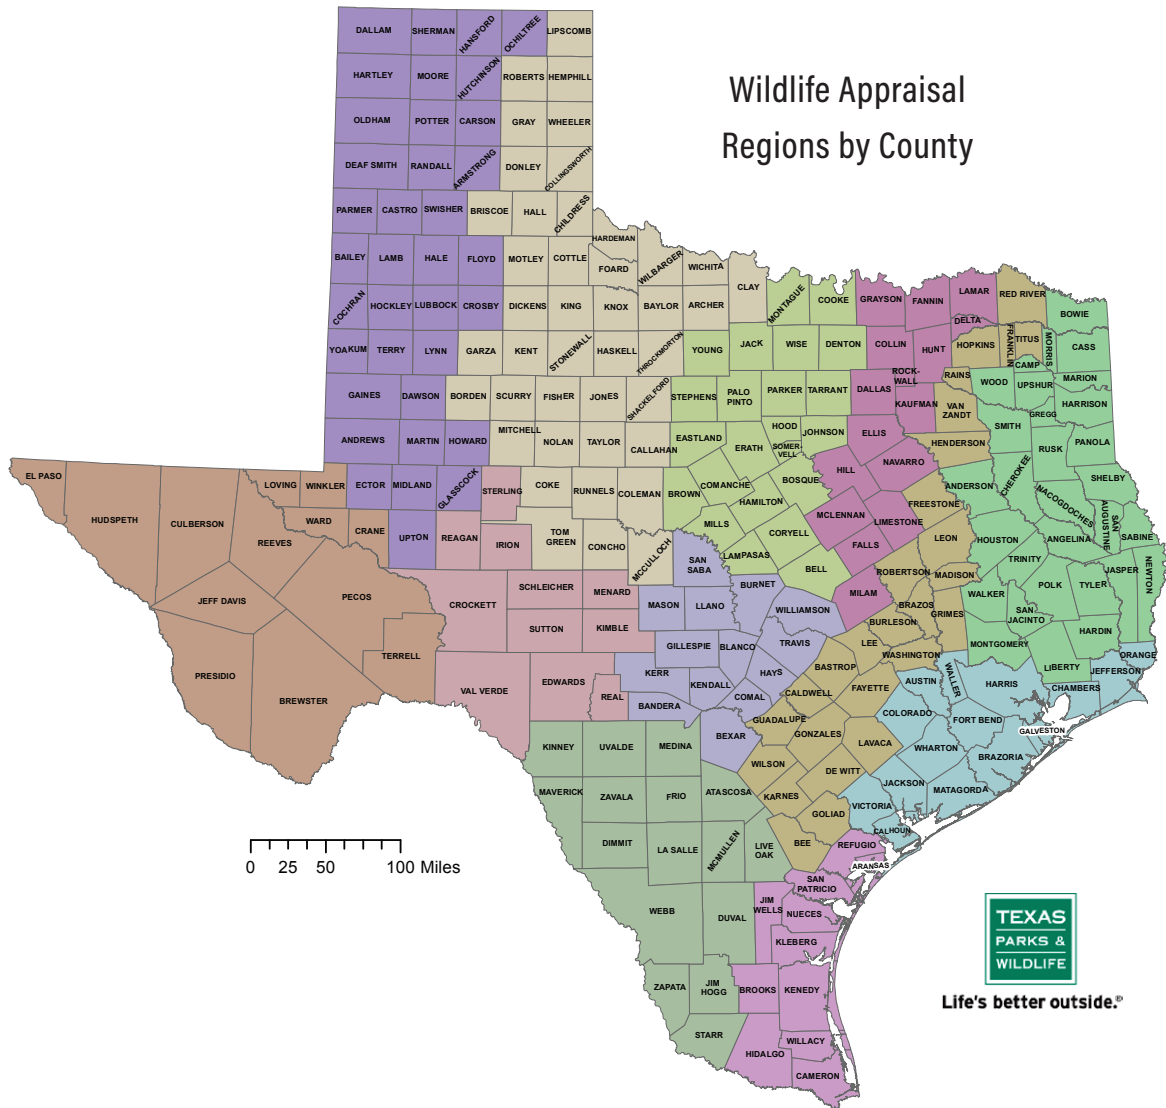 Wildlife Appraisal
Regions by County
DALLAM SHERMAN HANSFORD OCHILTREE LIPSCOMB
HARTLEY MOORE HUTCHINSON ROBERTS HEMPHILL
OLDHAM POTTER CARSON GRAY WHEELER
DEAF SMITH RANDALL ARMSTRONG DONLEY COLLINGSWORTH
PARMER CASTRO SWISHER BRISCOE HALL CHILDRESS
HARDEMAN
BAILEY LAMB HALE FLOYD MOTLEY COTTLE FOARD WILBARGER WICHITA CLAY
COCHRAN HOCKLEY LUBBOCK CROSBY DICKENS KING KNOX BAYLOR ARCHER MONTAGUE COOKE GRAYSON FANNIN LAMAR RED RIVER BOWIE
DELTA
YOAKUM TERRY LYNN GARZA KENT STONEWALL HASKELL THROCKMORTON YOUNG JACK WISE DENTON COLLIN HUNT HOPKINS FRANKLIN TITUS MORRIS CASS
CAMP
GAINES DAWSON BORDEN SCURRY FISHER JONES SHACKELFORD STEPHENS PALO
PINTO PARKER TARRANT DALLAS ROCK-
WALL KAUFMAN RAINS VAN
ZANDT WOOD UPSHUR MARION
GREGG HARRISON
ANDREWS MARTIN HOWARD MITCHELL NOLAN TAYLOR CALLAHAN EASTLAND ERATH HOOD SOMER-
VELL JOHNSON ELLIS HENDERSON SMITH RUSK PANOLA
EL PASO LOVING WINKLER ECTOR MIDLAND GLASSCOCK STERLING COKE RUNNELS COLEMAN BROWN COMANCHE HAMILTON BOSQUE HILL NAVARRO ANDERSON CHEROKEE SHELBY
HUDSPETH CULBERSON REEVES WARD CRANE UPTON REAGAN IRION TOM
GREEN CONCHO MCCULLOCH MILLS CORYELL MCLENNAN LIMESTONE FREESTONE NACOGDOCHES SAN
AUGUSTINE SABINE
SAN
SABA LAMPASAS BELL FALLS LEON HOUSTON ANGELINA
JEFF DAVIS PECOS CROCKETT SCHLEICHER MENARD MASON LLANO BURNET WILLIAMSON MILAM ROBERTSON MADISON TRINITY POLK TYLER JASPER NEWTON
BRAZOS GRIMES WALKER SAN
JACINTO
SUTTON KIMBLE GILLESPIE BLANCO TRAVIS LEE BURLESON WASHINGTON MONTGOMERY HARDIN
PRESIDIO BREWSTER TERRELL VAL VERDE EDWARDS REAL KERR KENDALL HAYS BASTROP FAYETTE AUSTIN WALLER HARRIS LIBERTY ORANGE
JEFFERSON
CHAMBERS
BANDERA COMAL CALDWELL COLORADO FORT BEND GALVESTON
KINNEY UVALDE MEDINA BEXAR GUADALUPE GONZALES LAVACA WHARTON BRAZORIA
MAVERICK ZAVALA FRIO ATASCOSA WILSON KARNES DE WITT JACKSON MATAGORDA
VICTORIA
GOLIAD CALHOUN
DIMMIT LA SALLE MCMULLEN LIVE
OAK BEE REFUGIO
ARANSAS
SAN
PATRICIO
WEBB DUVAL JIM
WELLS NUECES
KLEBERG
ZAPATA JIM
HOGG BROOKS KENEDY
STARR HIDALGO WILLACY
CAMERON
0 25 50 100 Miles
TEXAS
PARKS &
WILDLIFE
Life's better outside.®